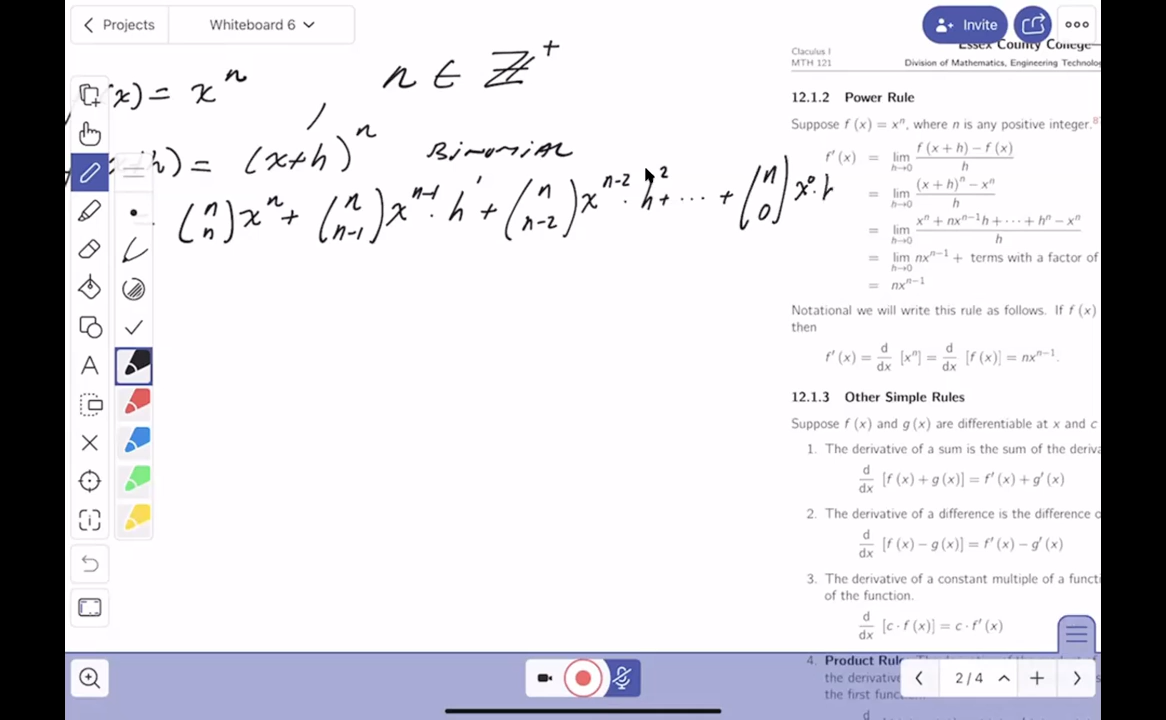 Projects
Whiteboard 6
Invite
(x) = xⁿ , n ∈ ℤ⁺
+h) = (x+h)ⁿ BINOMIAL
(n n) xⁿ + (n n-1) xⁿ⁻¹ · h¹ + (n n-2) xⁿ⁻² · h² + ... + (n 0) x⁰ · h
A
Claculus I
MTH 121
Essex County College
Division of Mathematics, Engineering Technolo
12.1.2 Power Rule
Suppose f (x) = xⁿ, where n is any positive integer.⁸
f′ (x) = lim h→0 f (x + h) − f (x) / h
= lim h→0 (x + h)ⁿ − xⁿ / h
= lim h→0 xⁿ + nxⁿ⁻¹h + ··· + hⁿ − xⁿ / h
= lim h→0 nxⁿ⁻¹ + terms with a factor of
= nxⁿ⁻¹
Notational we will write this rule as follows. If f (x)
then
f′ (x) = d/dx [xⁿ] = d/dx [f (x)] = nxⁿ⁻¹.
12.1.3 Other Simple Rules
Suppose f (x) and g (x) are differentiable at x and c
1. The derivative of a sum is the sum of the deriva
d/dx [f (x) + g (x)] = f′ (x) + g′ (x)
2. The derivative of a difference is the difference o
d/dx [f (x) − g (x)] = f′ (x) − g′ (x)
3. The derivative of a constant multiple of a funct
of the function.
d/dx [c · f (x)] = c · f′ (x)
4. Product Rul
the derivative
the first func
d
2/4